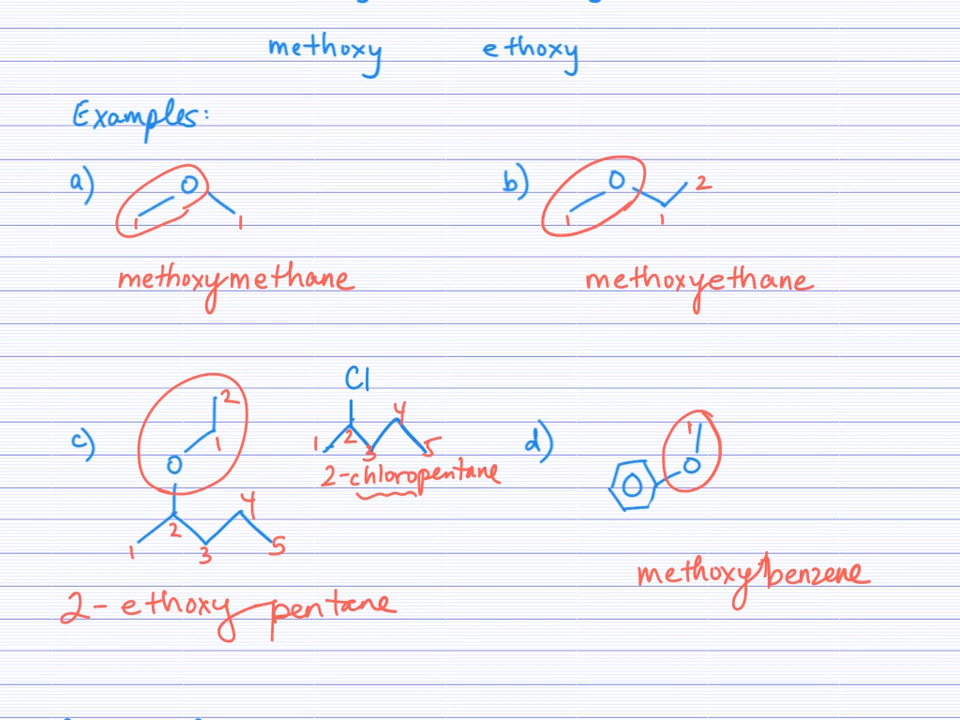 methoxy ethoxy
Examples:
a) O 1 1
b) O 1 1 2
methoxymethane
methoxyethane
c) 2 1 O 1 2 3 4 5
Cl
1 2 3 4 5
2-chloropentane
d) 1 O
2-ethoxypentane
methoxybenzene